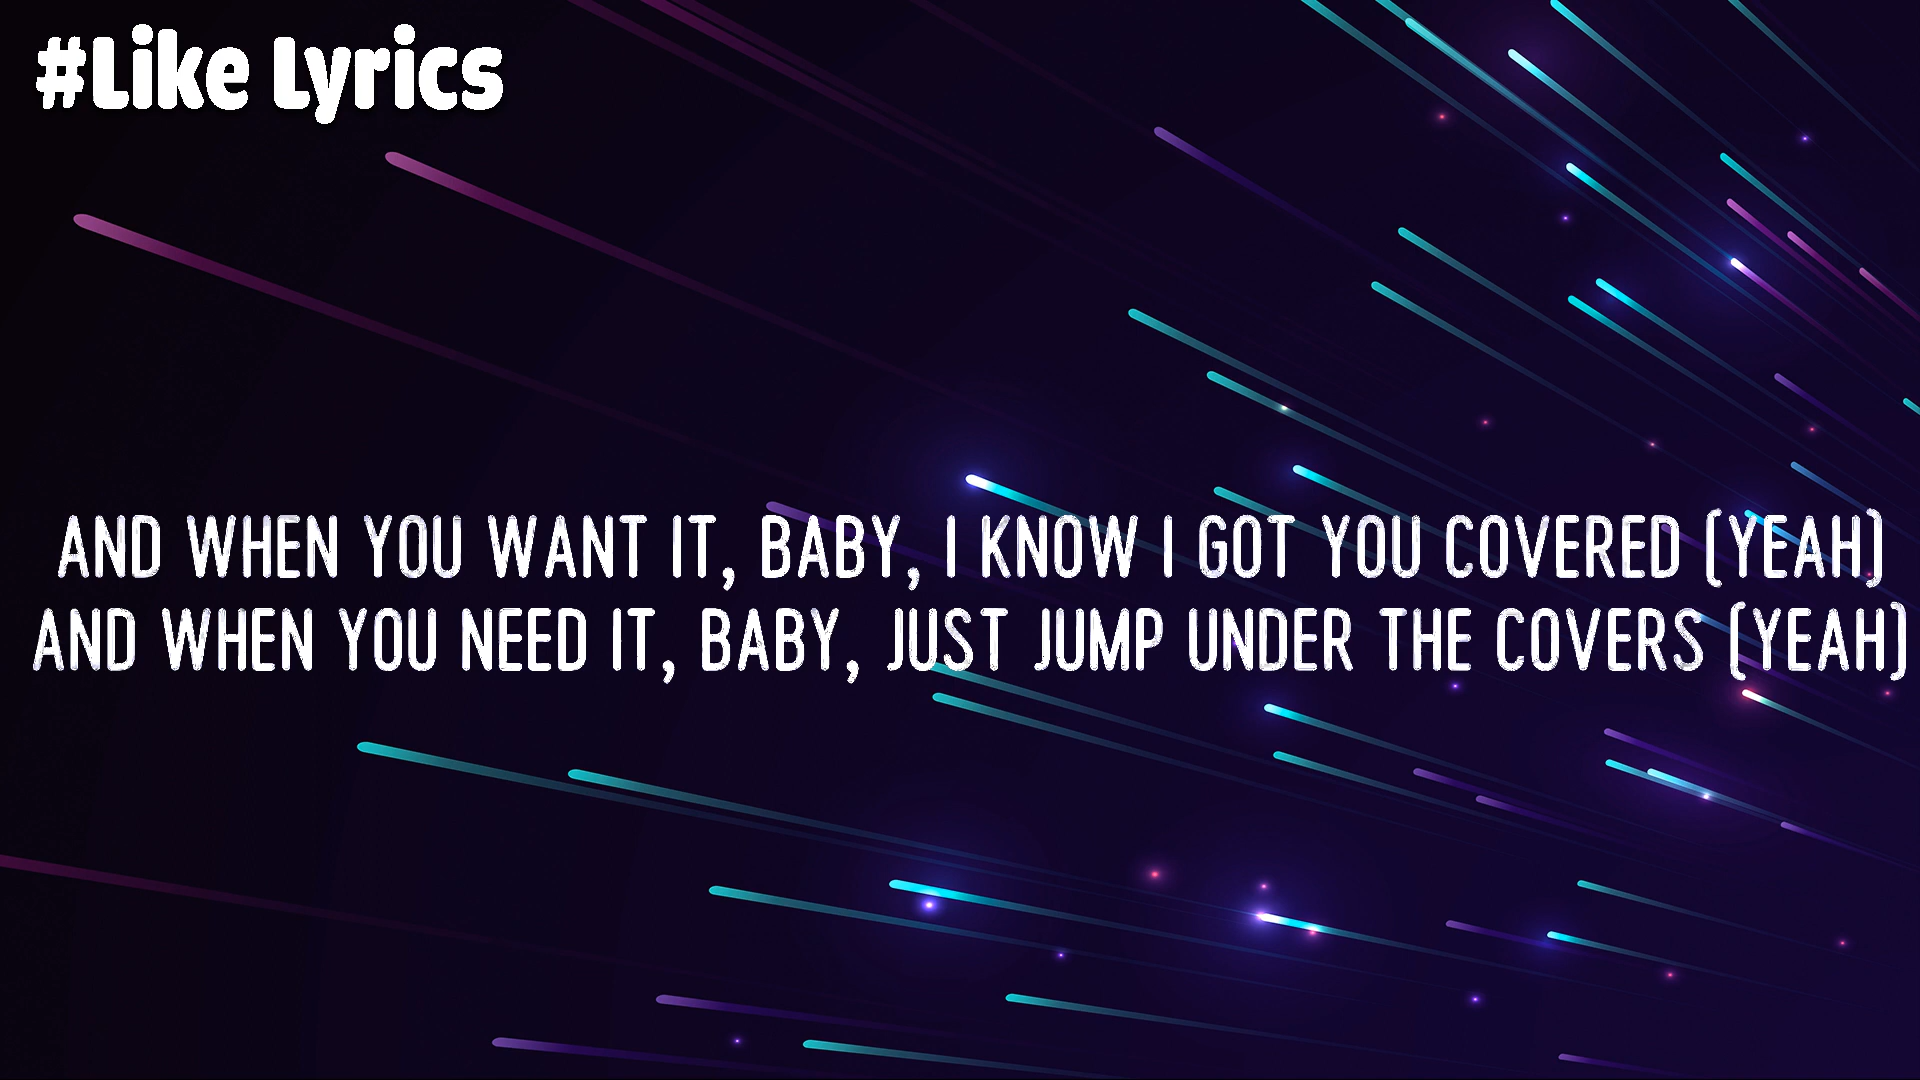 #Like Lyrics
AND WHEN YOU WANT IT, BABY, I KNOW I GOT YOU COVERED (YEAH)
AND WHEN YOU NEED IT, BABY, JUST JUMP UNDER THE COVERS (YEAH)